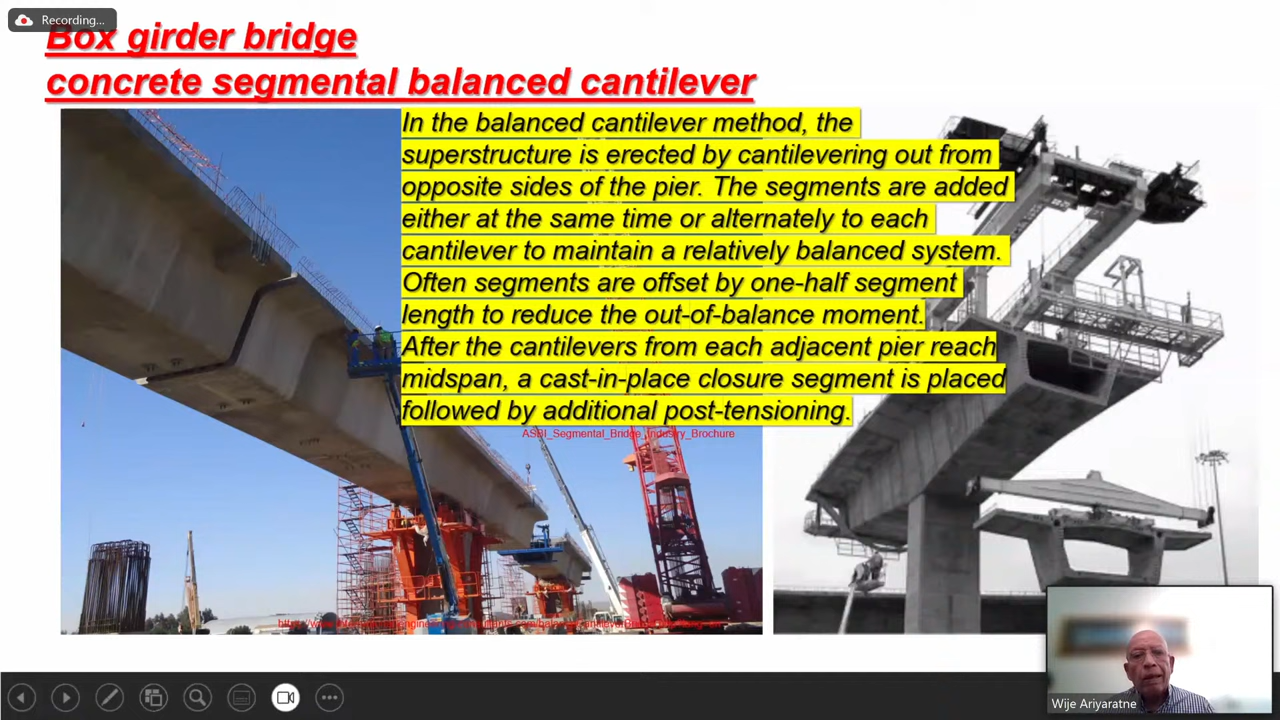 Recording...
Box girder bridge
concrete segmental balanced cantilever
In the balanced cantilever method, the
superstructure is erected by cantilevering out from
opposite sides of the pier. The segments are added
either at the same time or alternately to each
cantilever to maintain a relatively balanced system.
Often segments are offset by one-half segment
length to reduce the out-of-balance moment.
After the cantilevers from each adjacent pier reach
midspan, a cast-in-place closure segment is placed
followed by additional post-tensioning.
ASBI_Segmental_Bridge_Industry_Brochure
Wije Ariyaratne